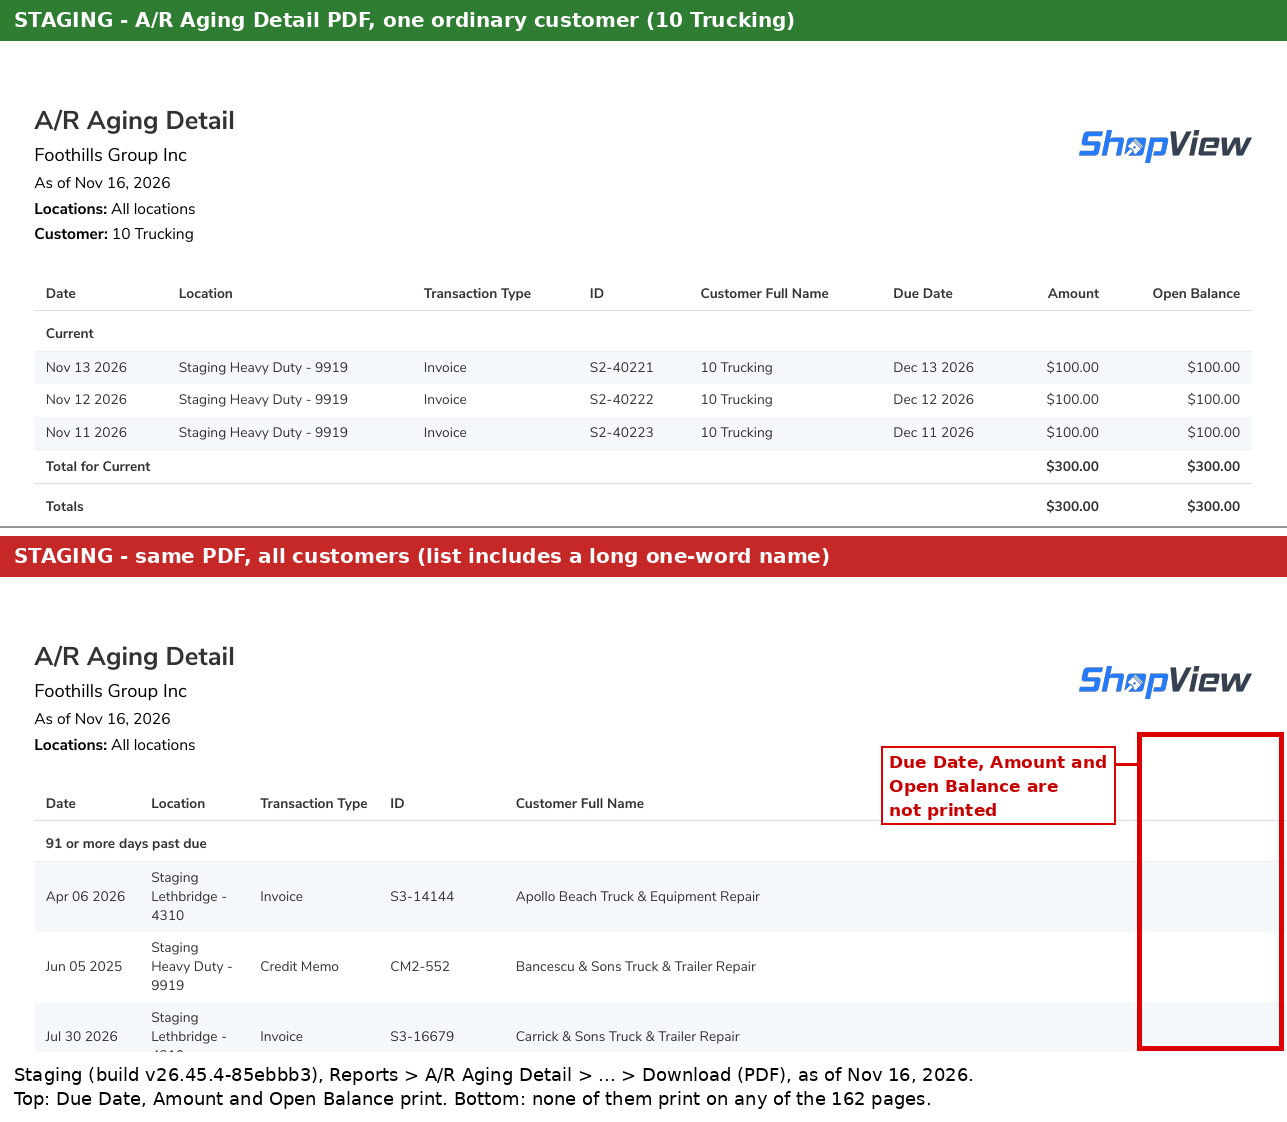 STAGING - A/R Aging Detail PDF, one ordinary customer (10 Trucking)
A/R Aging Detail
ShopView
Foothills Group Inc
As of Nov 16, 2026
Locations: All locations
Customer: 10 Trucking
Date Location Transaction Type ID Customer Full Name Due Date Amount Open Balance
Current
Nov 13 2026 Staging Heavy Duty - 9919 Invoice S2-40221 10 Trucking Dec 13 2026 $100.00 $100.00
Nov 12 2026 Staging Heavy Duty - 9919 Invoice S2-40222 10 Trucking Dec 12 2026 $100.00 $100.00
Nov 11 2026 Staging Heavy Duty - 9919 Invoice S2-40223 10 Trucking Dec 11 2026 $100.00 $100.00
Total for Current $300.00 $300.00
Totals $300.00 $300.00
STAGING - same PDF, all customers (list includes a long one-word name)
A/R Aging Detail
ShopView
Foothills Group Inc
As of Nov 16, 2026
Locations: All locations
Due Date, Amount and
Open Balance are
not printed
Date Location Transaction Type ID Customer Full Name
91 or more days past due
Staging
Lethbridge -
4310
Apr 06 2026 Invoice S3-14144 Apollo Beach Truck & Equipment Repair
Staging
Heavy Duty -
9919
Jun 05 2025 Credit Memo CM2-552 Bancescu & Sons Truck & Trailer Repair
Staging
Lethbridge -
Jul 30 2026 Invoice S3-16679 Carrick & Sons Truck & Trailer Repair
Staging (build v26.45.4-85ebbb3), Reports > A/R Aging Detail > ... > Download (PDF), as of Nov 16, 2026.
Top: Due Date, Amount and Open Balance print. Bottom: none of them print on any of the 162 pages.